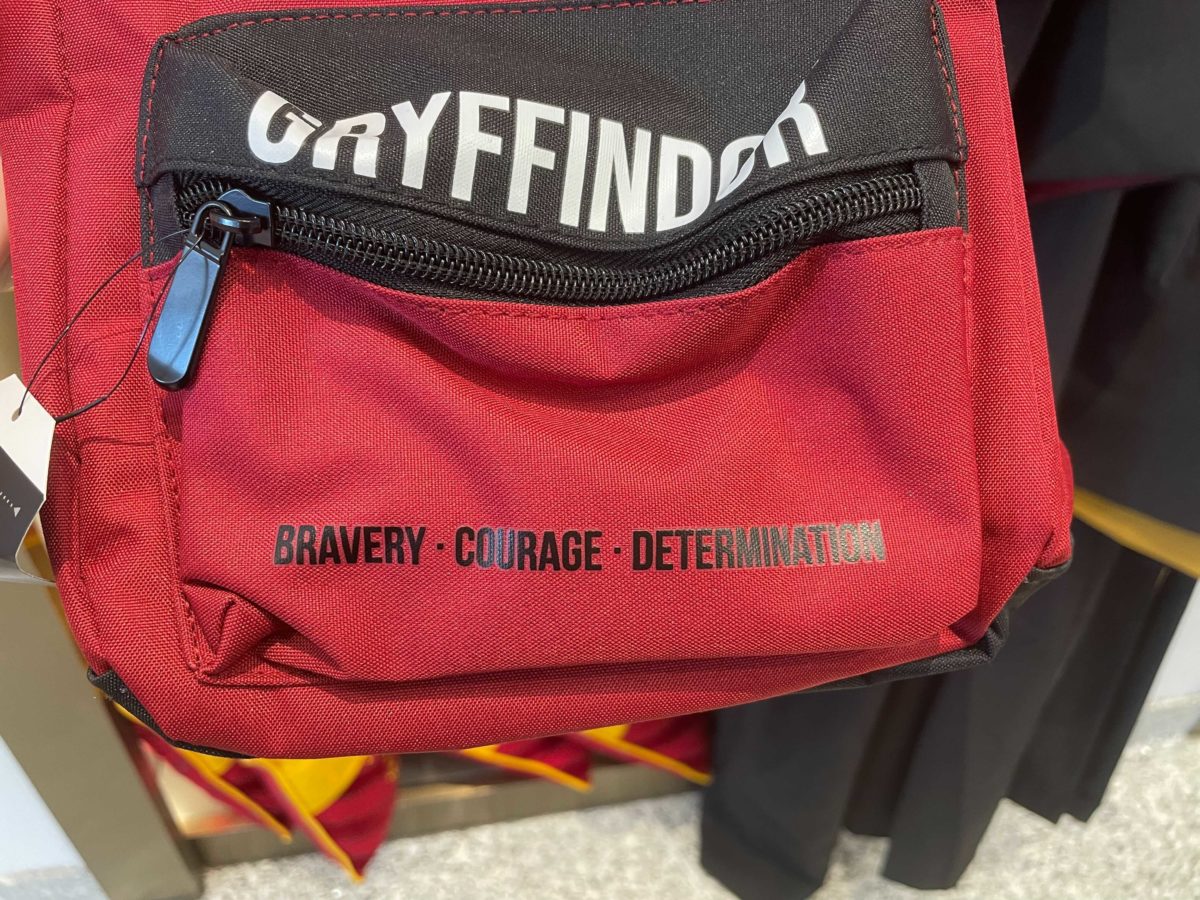 GRYFFINDOR
BRAVERY · COURAGE · DETERMINATION